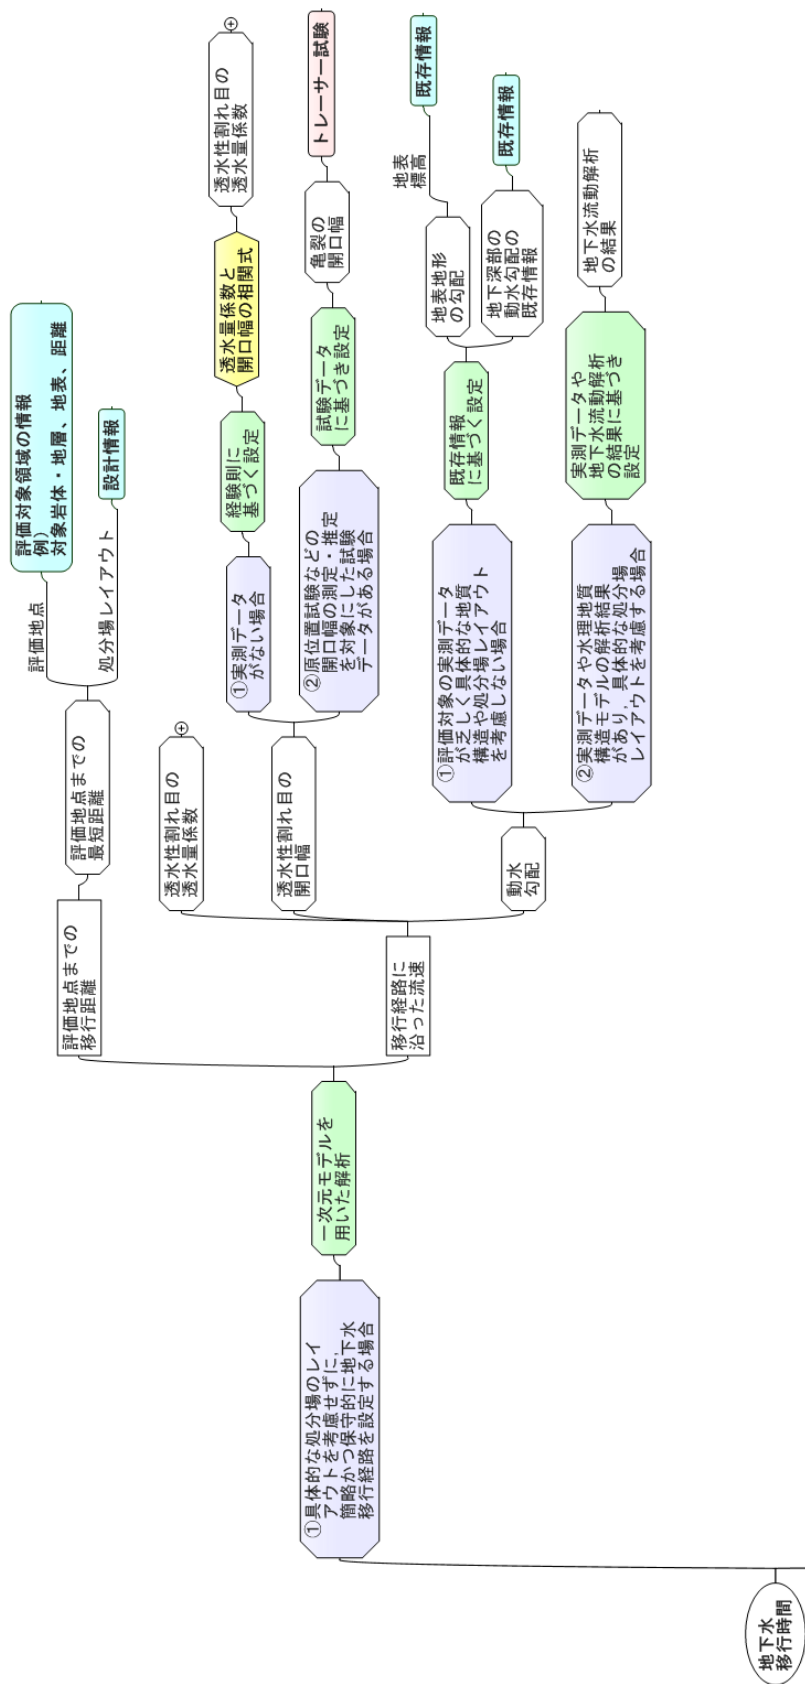 地下水
移行時間
①具体的な処分場のレイ
アウトを考慮せずに,
簡略かつ保守的に地下水
移行経路を設定する場合
一次元モデルを
用いた解析
評価地点までの
移行距離
評価地点までの
最短距離
評価地点
評価対象領域の情報
例)
対象岩体・地層、地表、距離
処分場レイアウト
設計情報
移行経路に
沿った流速
透水性割れ目の
透水量係数
透水性割れ目の
開口幅
①実測データ
がない場合
経験則に
基づく設定
透水量係数と
開口幅の相関式
透水性割れ目の
透水量係数
②原位置試験などの
開口幅の測定・推定
を対象にした試験
データがある場合
試験データ
に基づき設定
亀裂の
開口幅
トレーサー試験
動水
勾配
①評価対象の実測データ
が乏しく具体的な地質
構造や処分場レイアウト
を考慮しない場合
既存情報
に基づく設定
地表地形
の勾配
地表
標高
既存情報
地下深部の
動水勾配の
既存情報
既存情報
②実測データや水理地質
構造モデルの解析結果
があり,具体的な処分場
レイアウトを考慮する場合
実測データや
地下水流動解析
の結果に基づき
設定
地下水流動解析
の結果